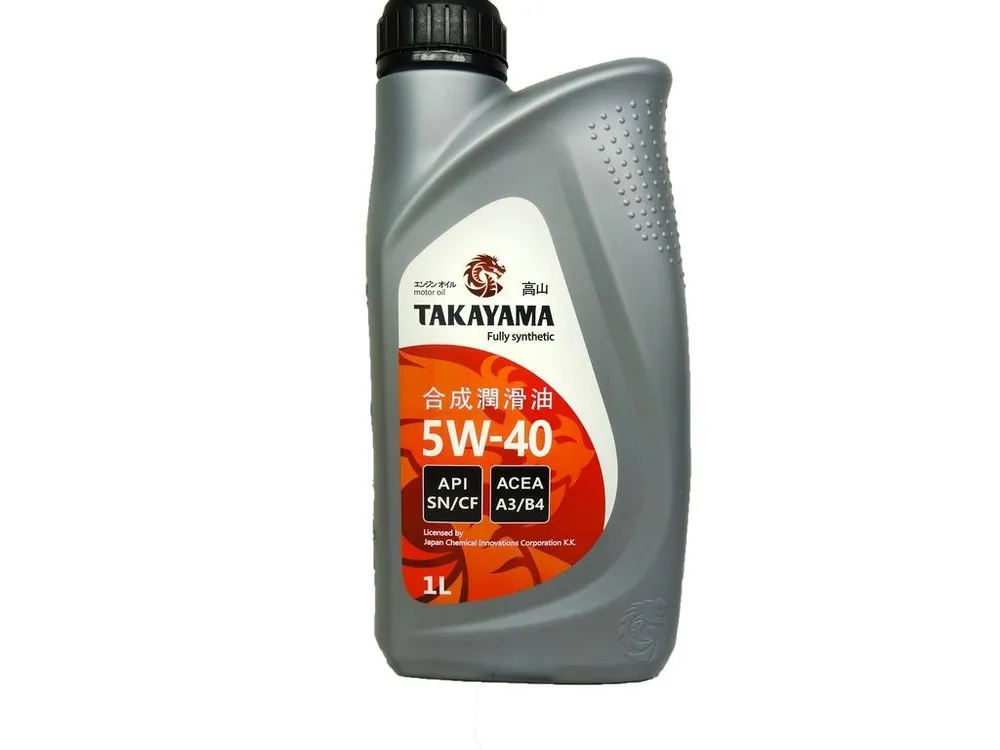 エンジン オイル
motor oil
高山
TAKAYAMA
Fully synthetic
合成潤滑油
5W-40
API
SN/CF
ACEA
A3/B4
Licensed by
Japan Chemical Innovations Corporation K.K.
1L